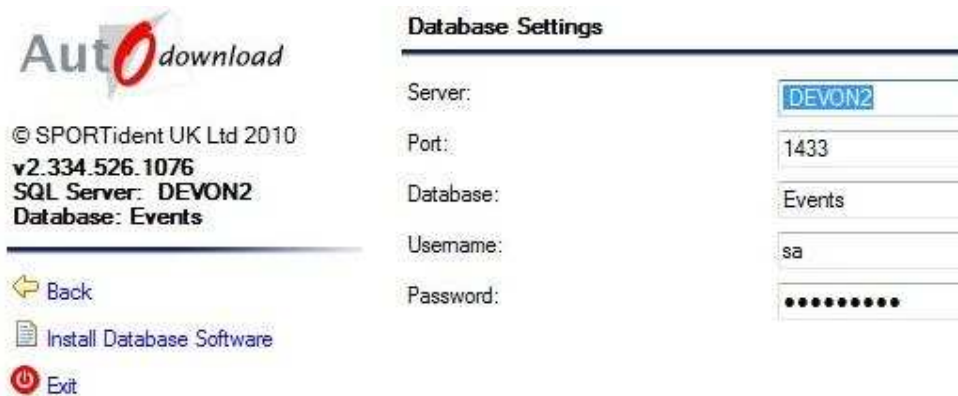 AutOdownload
© SPORTident UK Ltd 2010
v2.334.526.1076
SQL Server: DEVON2
Database: Events
Back
Install Database Software
Exit
Database Settings
Server: DEVON2
Port: 1433
Database: Events
Username: sa
Password: ●●●●●●●●●